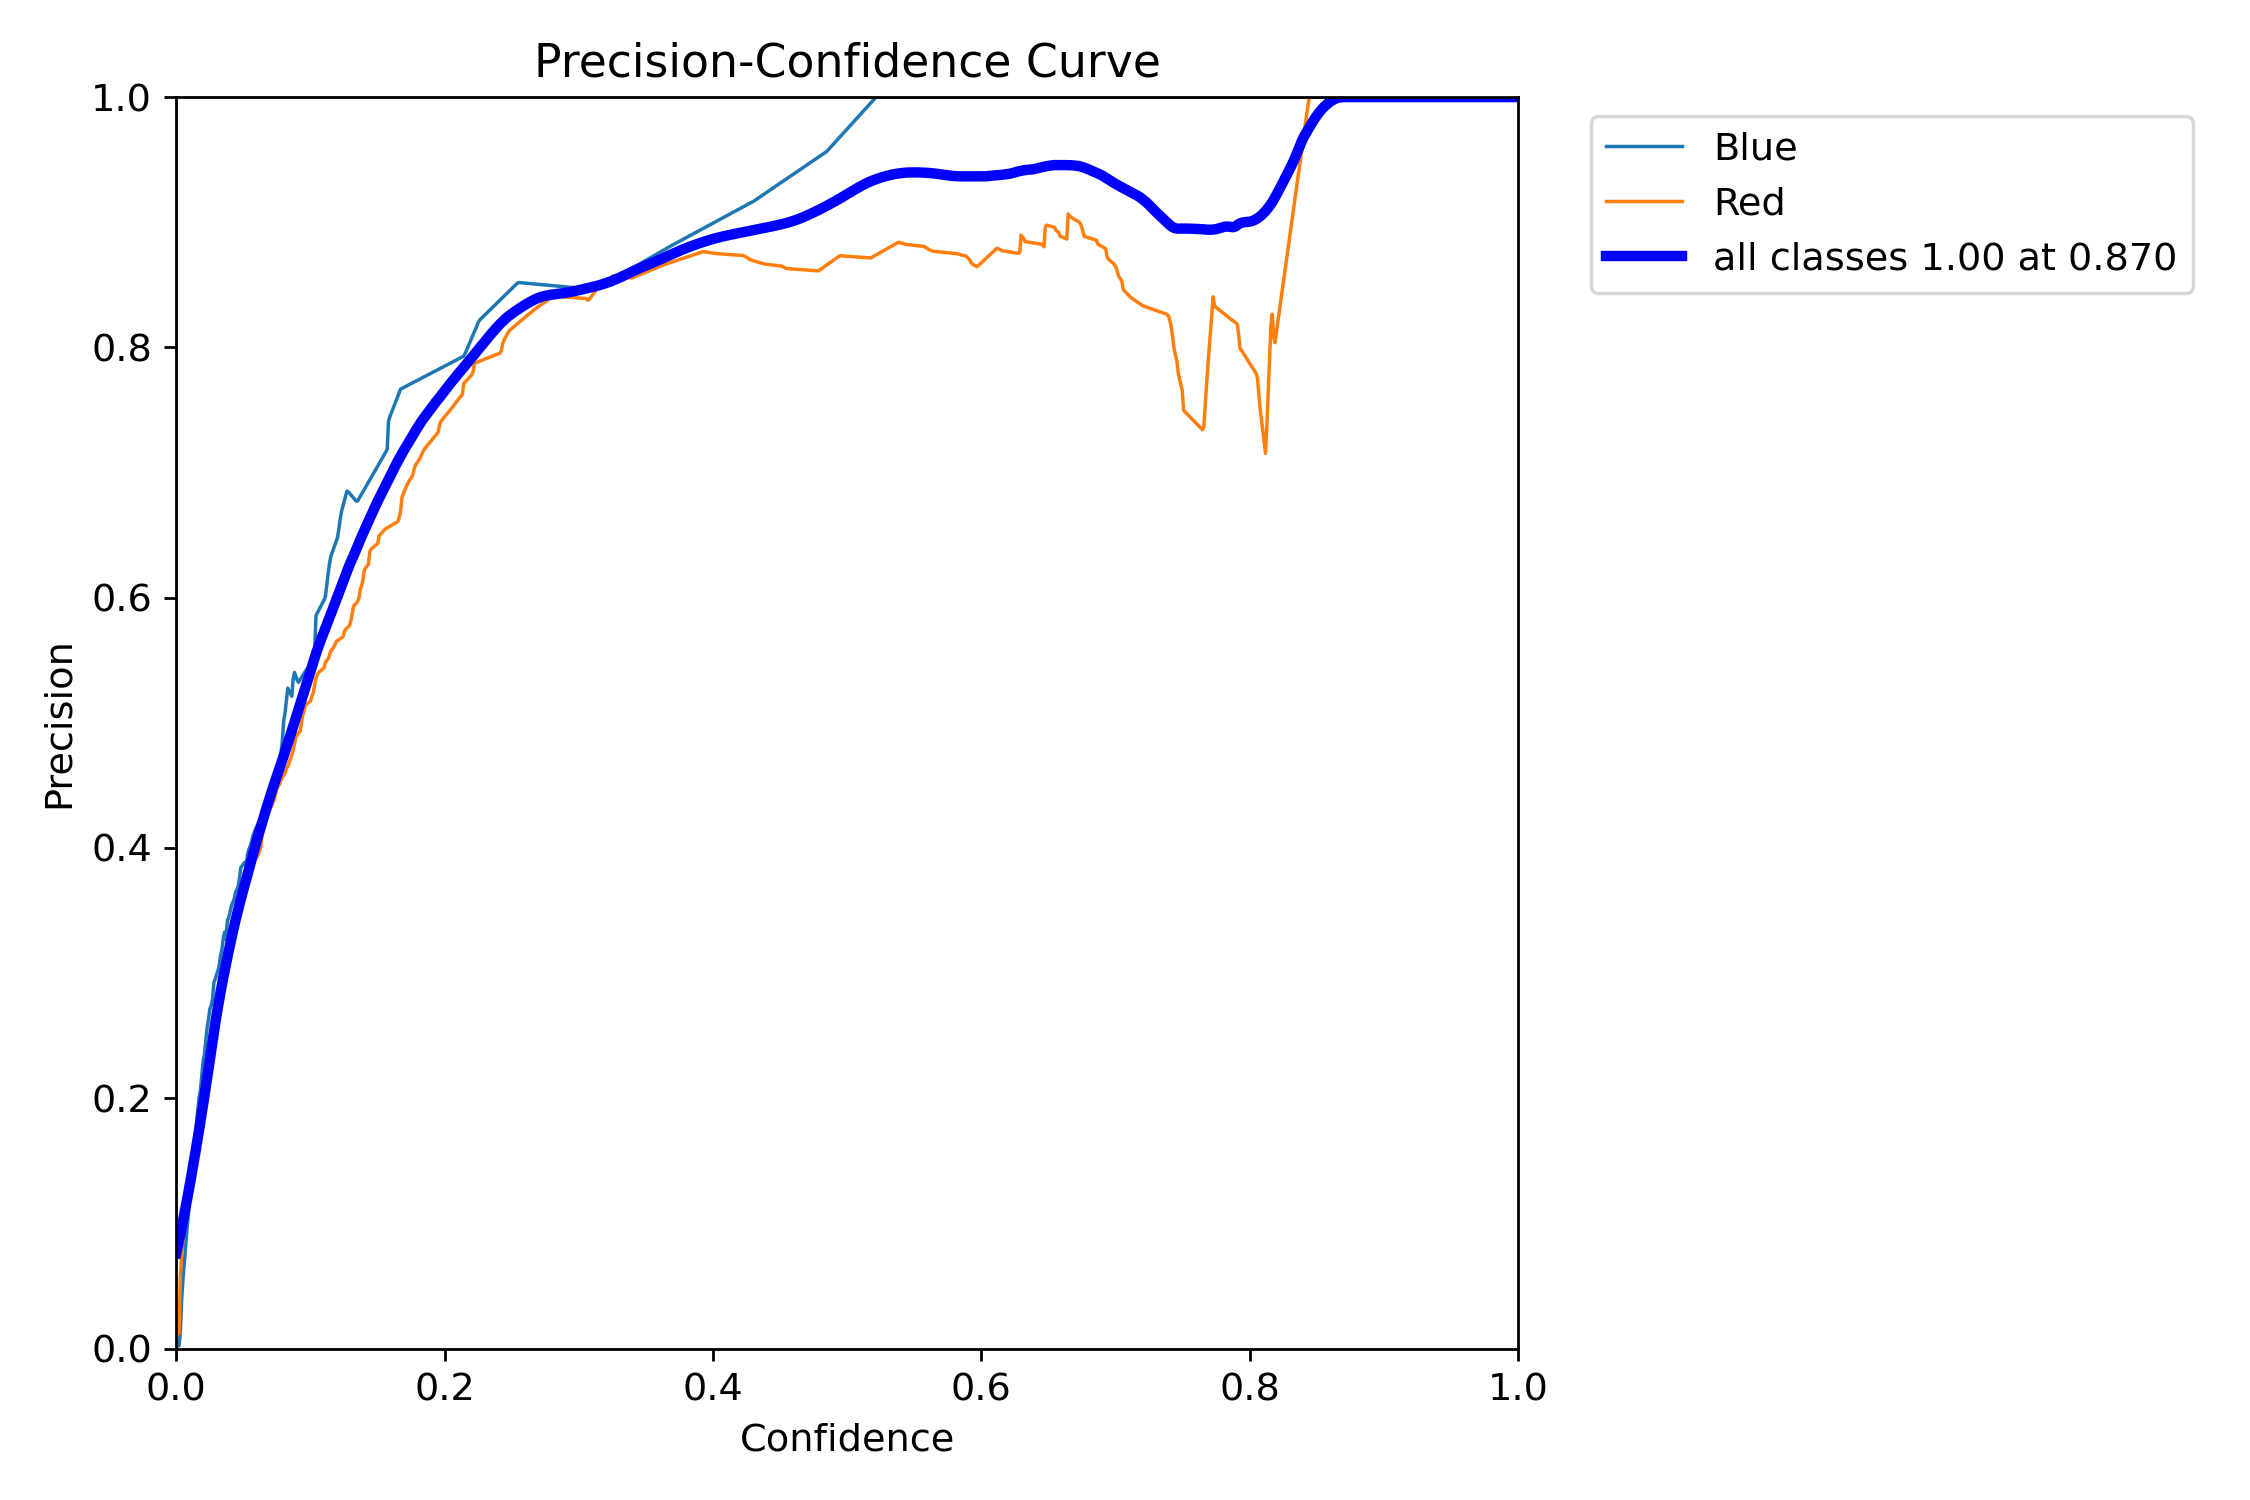 Precision-Confidence Curve
1.0
0.8
0.6
0.4
0.2
0.0
Precision
0.0 0.2 0.4 0.6 0.8 1.0
Confidence
Blue
Red
all classes 1.00 at 0.870